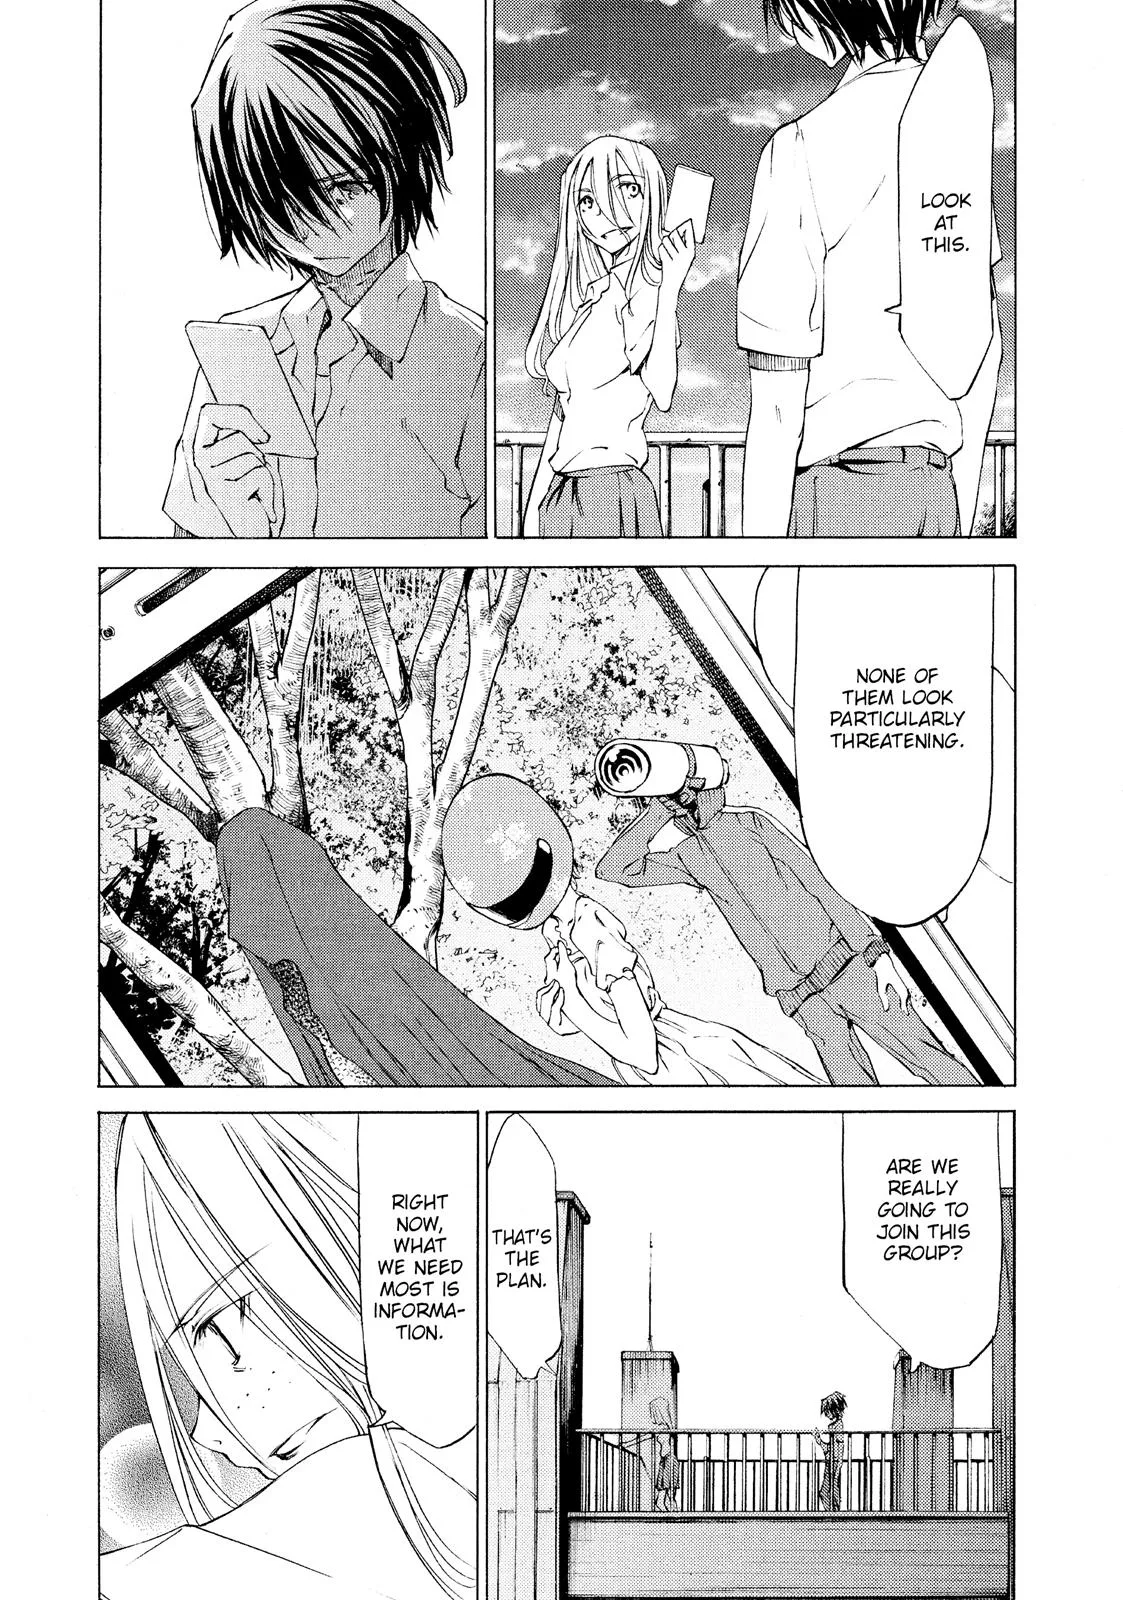 LOOK
AT
THIS.
NONE OF
THEM LOOK
PARTICULARLY
THREATENING.
ARE WE
REALLY
GOING TO
JOIN THIS
GROUP?
THAT'S
THE
PLAN.
RIGHT
NOW,
WHAT
WE NEED
MOST IS
INFORMA-
TION.